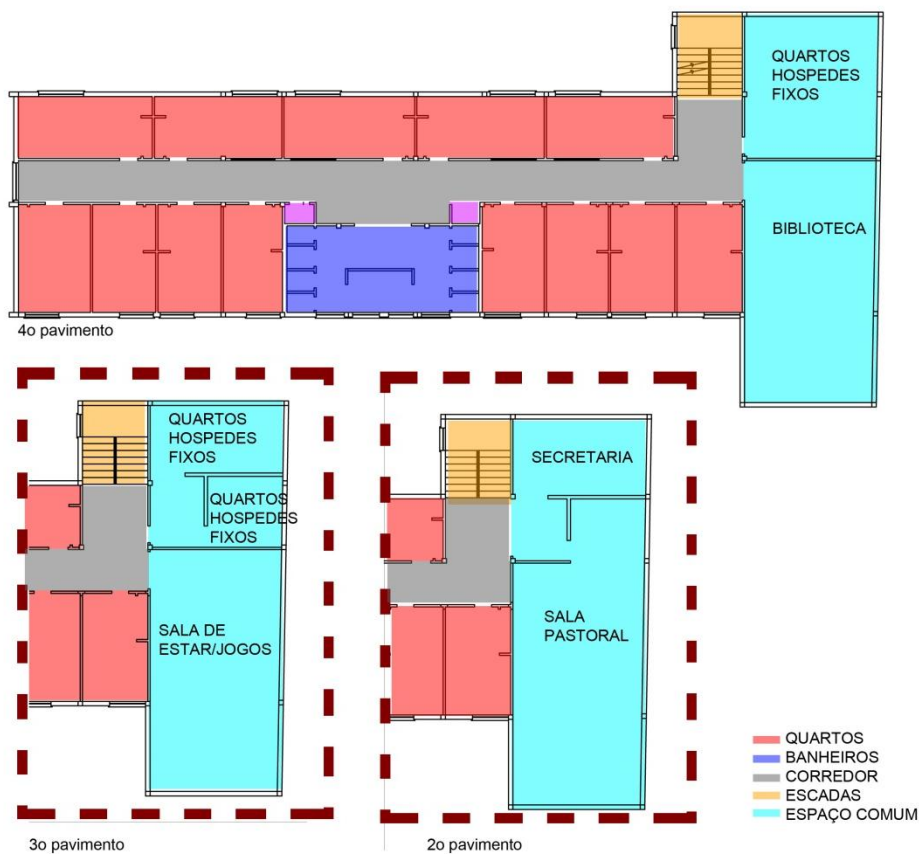 QUARTOS
HOSPEDES
FIXOS
BIBLIOTECA
4o pavimento
QUARTOS
HOSPEDES
FIXOS
QUARTOS
HOSPEDES
FIXOS
SALA DE
ESTAR/JOGOS
3o pavimento
SECRETARIA
SALA
PASTORAL
2o pavimento
QUARTOS
BANHEIROS
CORREDOR
ESCADAS
ESPAÇO COMUM